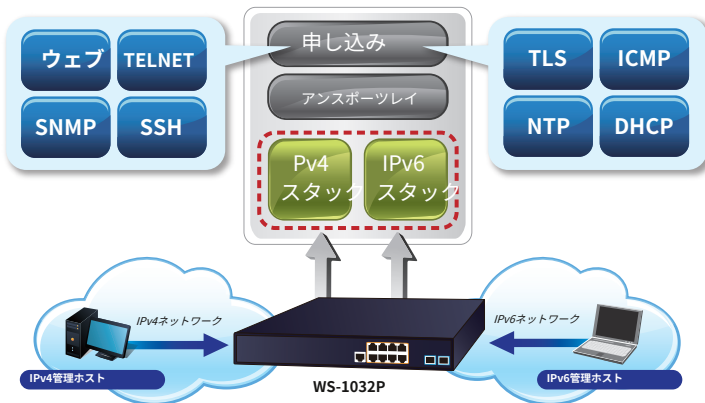 ウェブ
TELNET
SNMP
SSH
申し込み
アンスポーツレイ
Pv4
スタック
IPv6
スタック
TLS
ICMP
NTP
DHCP
IPv4ネットワーク
IPv4管理ホスト
WS-1032P
IPv6ネットワーク
IPv6管理ホスト